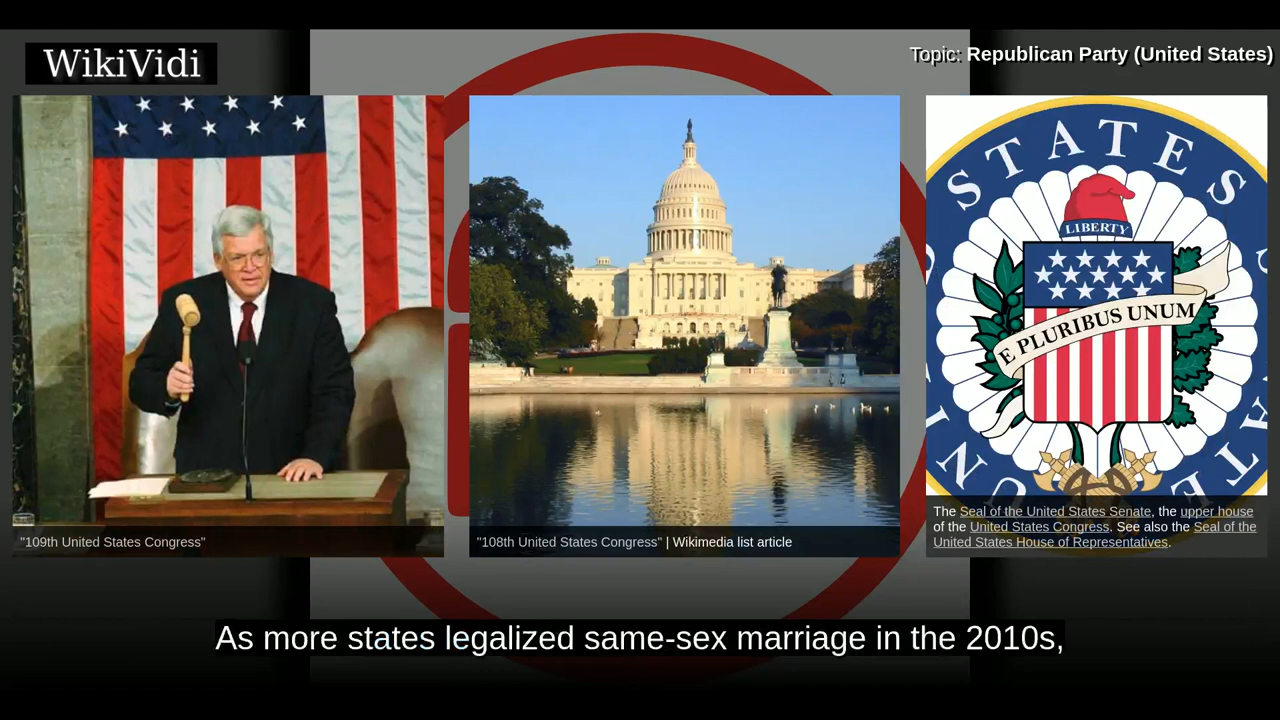 WikiVidi
Topic: Republican Party (United States)
STATES
LIBERTY
E PLURIBUS UNUM
"109th United States Congress"
"108th United States Congress" | Wikimedia list article
The Seal of the United States Senate, the upper house
of the United States Congress. See also the Seal of the
United States House of Representatives.
As more states legalized same-sex marriage in the 2010s,